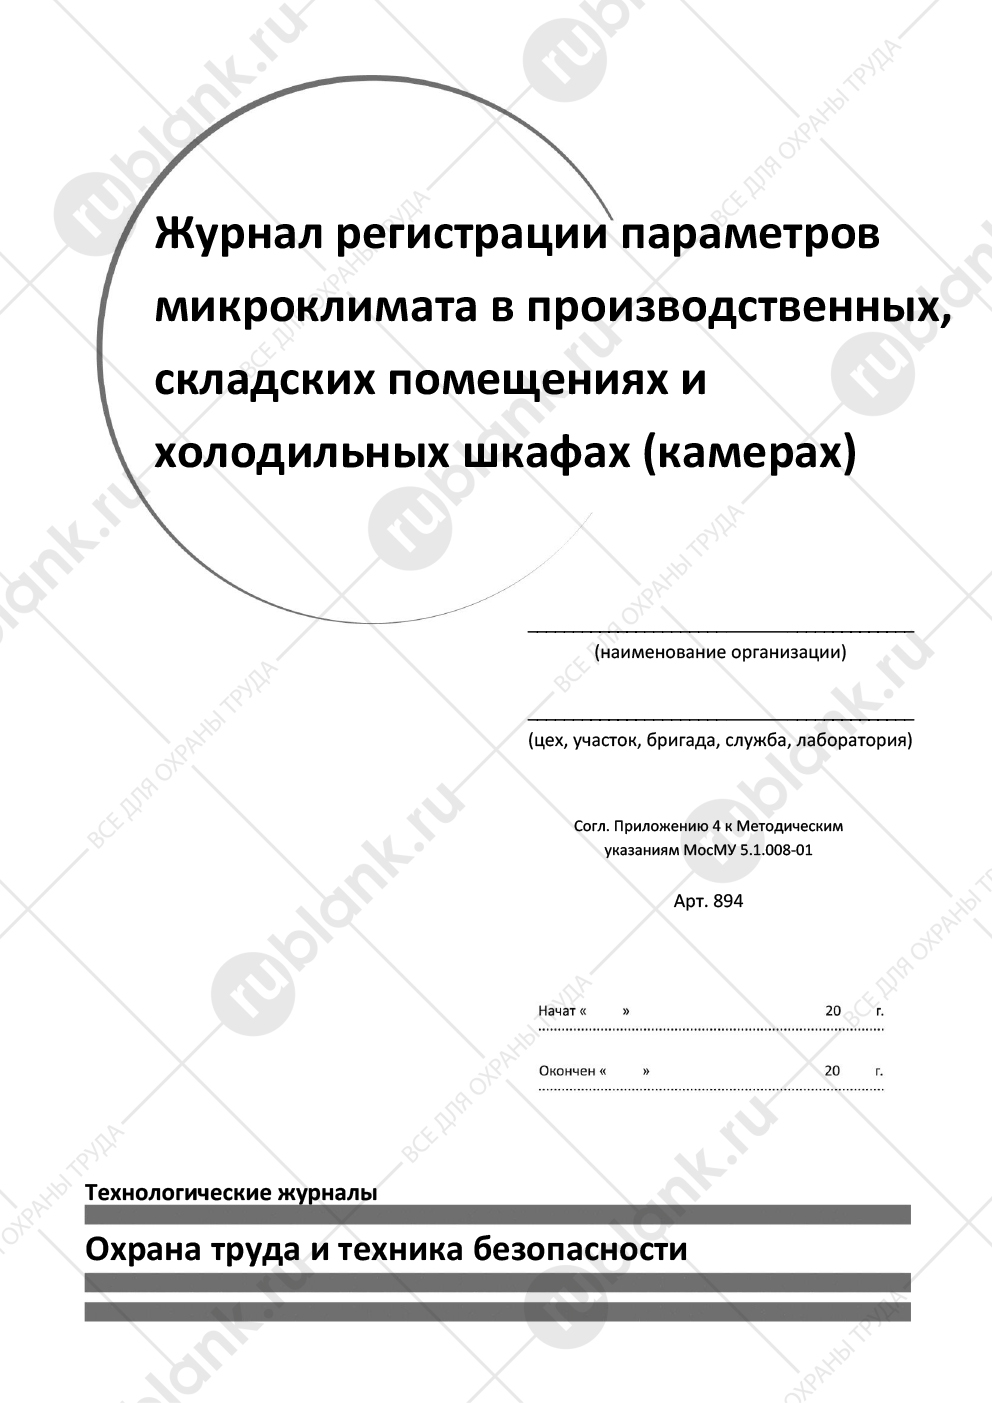 Журнал регистрации параметров
микроклимата в производственных,
складских помещениях и
холодильных шкафах (камерах)
(наименование организации)
(цех, участок, бригада, служба, лаборатория)
Согл. Приложению 4 к Методическим
указаниям МосМУ 5.1.008-01
Арт. 894
Начат « » 20 г.
Окончен « » 20 г.
Технологические журналы
Охрана труда и техника безопасности
rublank.ru
ВСЕ ДЛЯ ОХРАНЫ ТРУДА